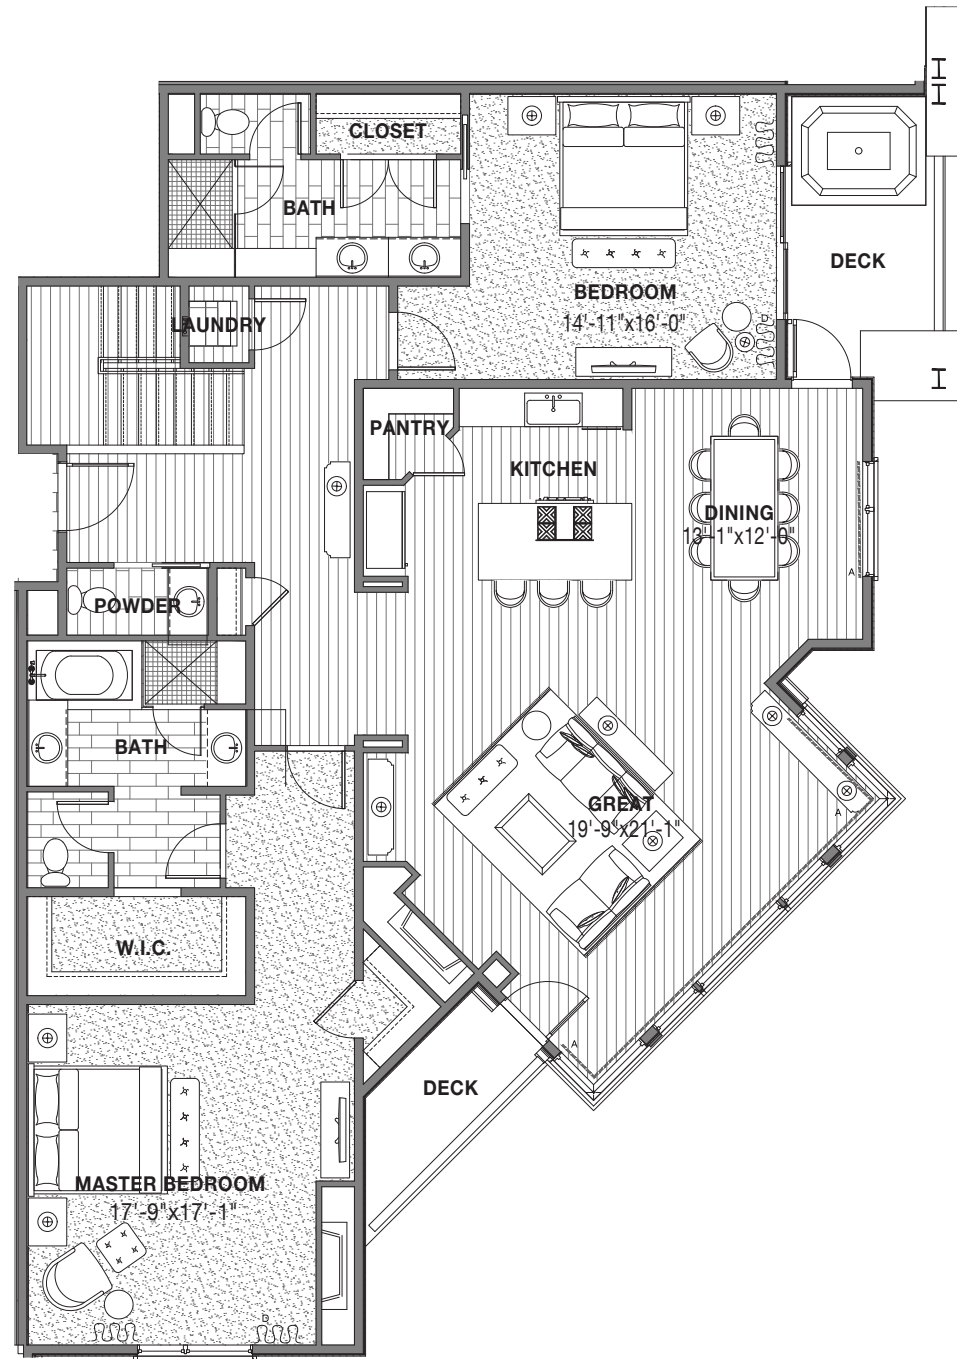 CLOSET
BATH
DECK
BEDROOM
14'-11"x16'-0"
LAUNDRY
D
PANTRY
KITCHEN
DINING
13'-1"x12'-0"
A
POWDER
BATH
GREAT
19'-9"x21'-1"
A
W.I.C.
A
DECK
MASTER BEDROOM
17'-9"x17'-1"
D